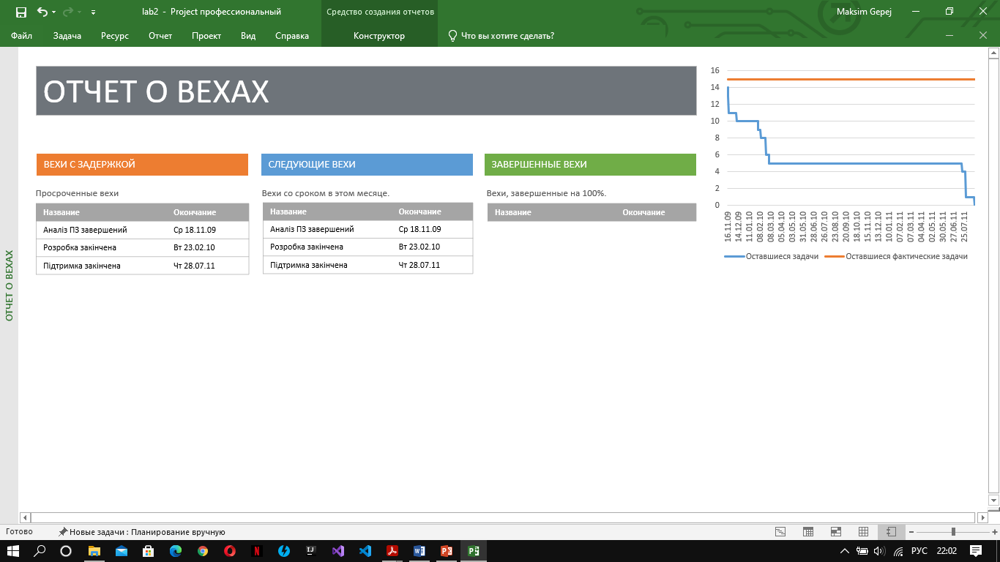 lab2 - Project профессиональный
Средство создания отчетов
Maksim Gepej
Файл
Задача
Ресурс
Отчет
Проект
Вид
Справка
Конструктор
Что вы хотите сделать?
ОТЧЕТ О ВЕХАХ
ОТЧЕТ О ВЕХАХ
ВЕХИ С ЗАДЕРЖКОЙ
Просроченные вехи
Название Окончание
Аналіз ПЗ завершений Ср 18.11.09
Розробка закінчена Вт 23.02.10
Підтримка закінчена Чт 28.07.11
СЛЕДУЮЩИЕ ВЕХИ
Вехи со сроком в этом месяце.
Название Окончание
Аналіз ПЗ завершений Ср 18.11.09
Розробка закінчена Вт 23.02.10
Підтримка закінчена Чт 28.07.11
ЗАВЕРШЕННЫЕ ВЕХИ
Вехи, завершенные на 100%.
Название Окончание
16
14
12
10
8
6
4
2
0
16.11.09
14.12.09
11.01.10
08.02.10
08.03.10
05.04.10
03.05.10
31.05.10
28.06.10
26.07.10
23.08.10
20.09.10
18.10.10
15.11.10
13.12.10
10.01.11
07.02.11
07.03.11
04.04.11
02.05.11
30.05.11
27.06.11
25.07.11
Оставшиеся задачи Оставшиеся фактические задачи
Готово
Новые задачи : Планирование вручную
РУС
22:02